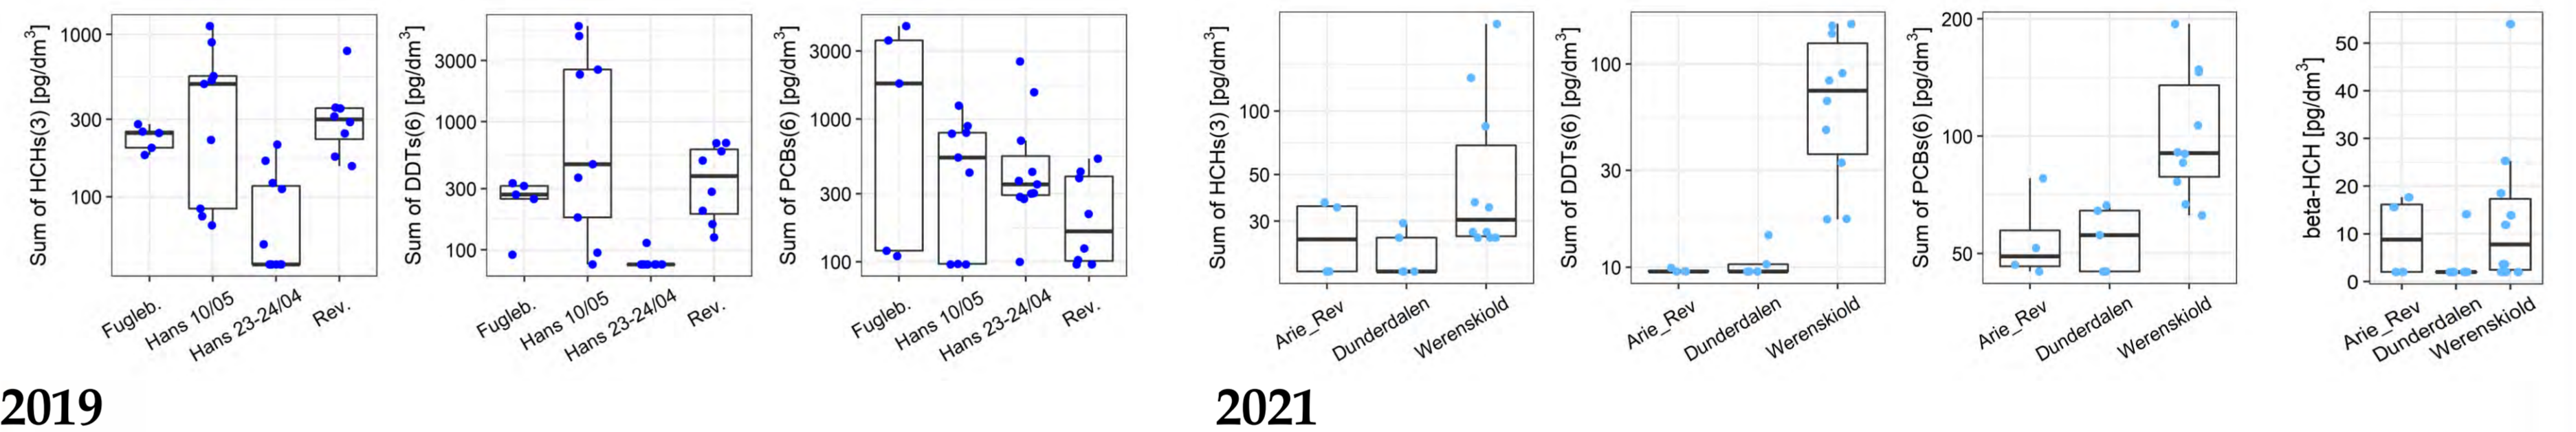 Sum of HCHs(3) [pg/dm³]
1000
300
100
Fugleb.
Hans 10/05
Hans 23-24/04
Rev.
Sum of DDTs(6) [pg/dm³]
3000
1000
300
100
Fugleb.
Hans 10/05
Hans 23-24/04
Rev.
Sum of PCBs(6) [pg/dm³]
3000
1000
300
100
Fugleb.
Hans 10/05
Hans 23-24/04
Rev.
Sum of HCHs(3) [pg/dm³]
100
50
30
Arie_Rev
Dunderdalen
Werenskiold
Sum of DDTs(6) [pg/dm³]
100
30
10
Arie_Rev
Dunderdalen
Werenskiold
Sum of PCBs(6) [pg/dm³]
200
100
50
Arie_Rev
Dunderdalen
Werenskiold
beta-HCH [pg/dm³]
50
40
30
20
10
0
Arie_Rev
Dunderdalen
Werenskiold
2019
2021